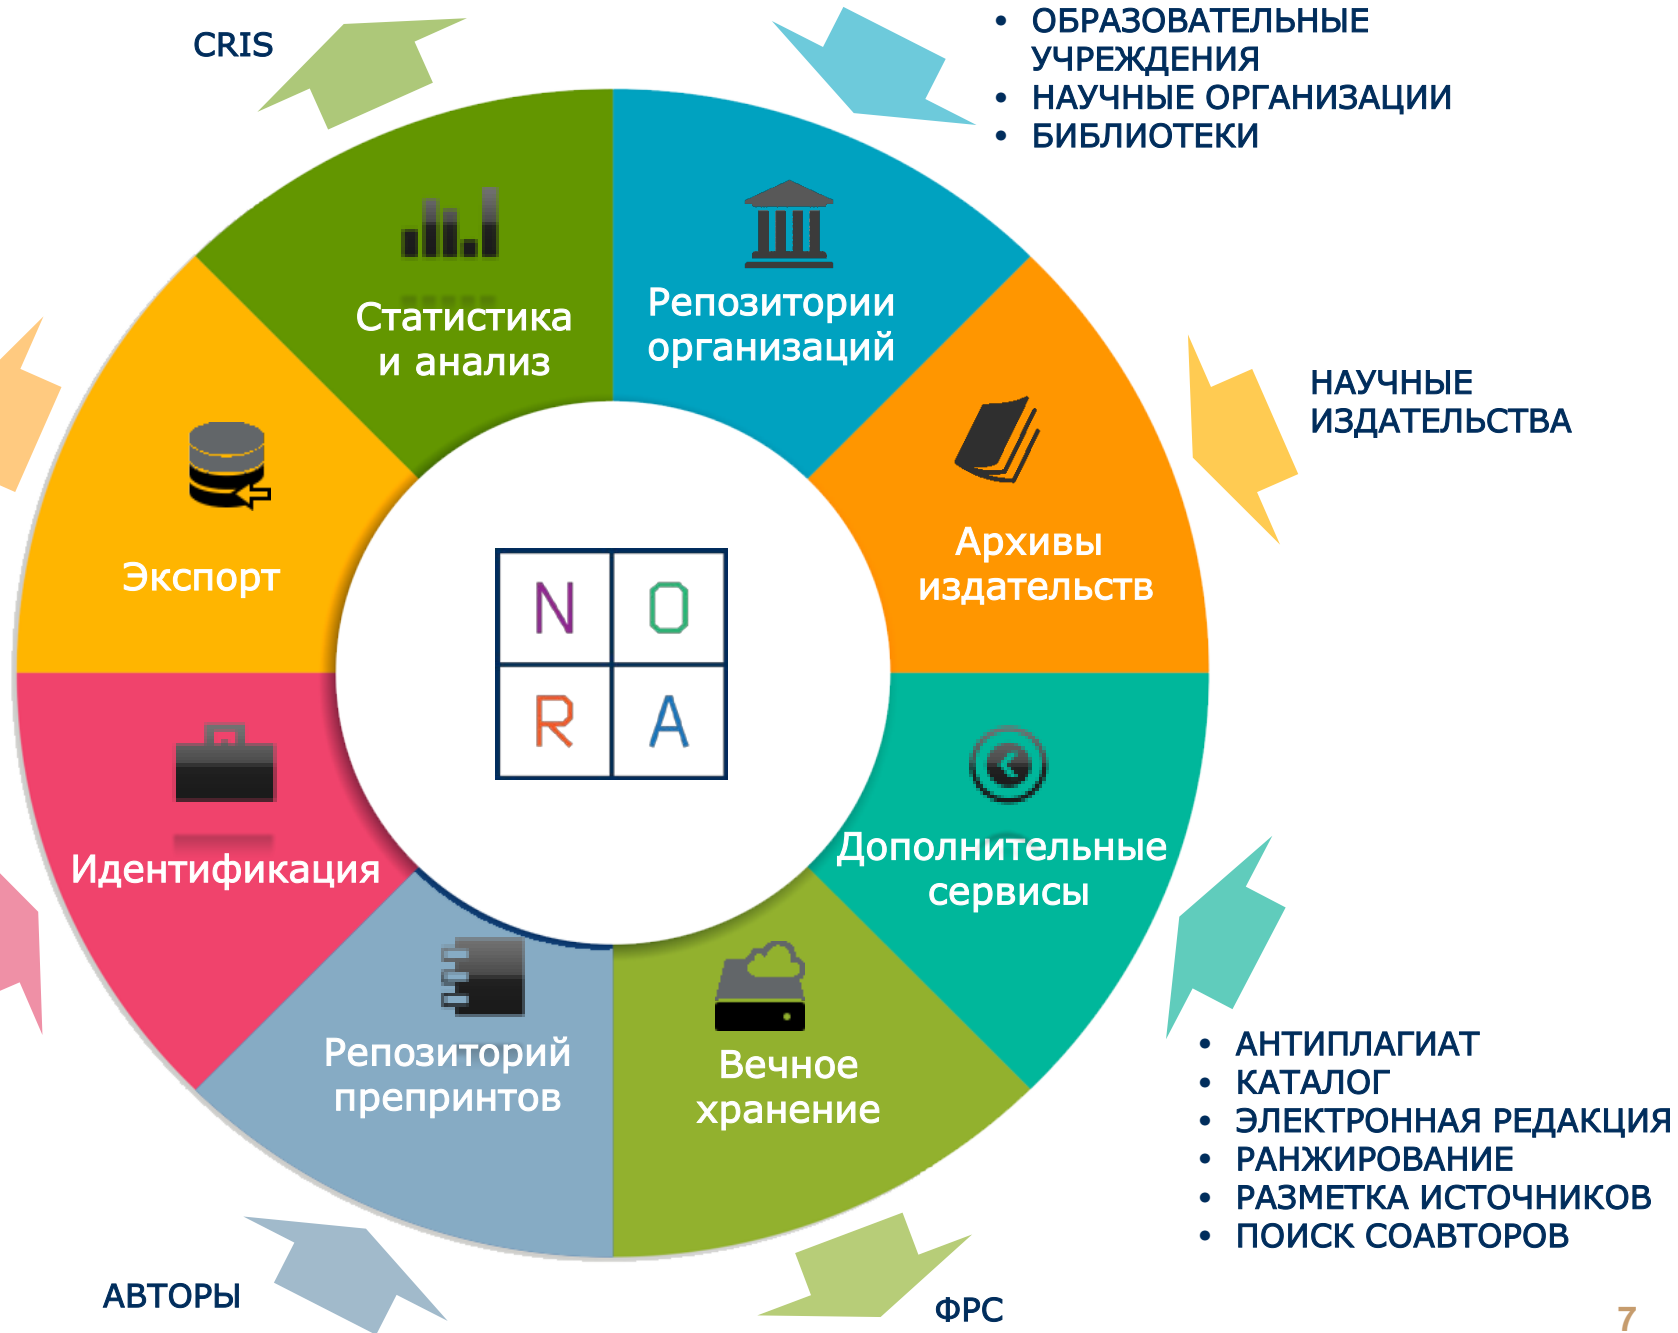 CRIS
• ОБРАЗОВАТЕЛЬНЫЕ
УЧРЕЖДЕНИЯ
• НАУЧНЫЕ ОРГАНИЗАЦИИ
• БИБЛИОТЕКИ
Статистика
и анализ
Репозитории
организаций
НАУЧНЫЕ
ИЗДАТЕЛЬСТВА
Экспорт
Архивы
издательств
N O
R A
Идентификация
Дополнительные
сервисы
Репозиторий
препринтов
Вечное
хранение
• АНТИПЛАГИАТ
• КАТАЛОГ
• ЭЛЕКТРОННАЯ РЕДАКЦИЯ
• РАНЖИРОВАНИЕ
• РАЗМЕТКА ИСТОЧНИКОВ
• ПОИСК СОАВТОРОВ
АВТОРЫ
ФРС
7